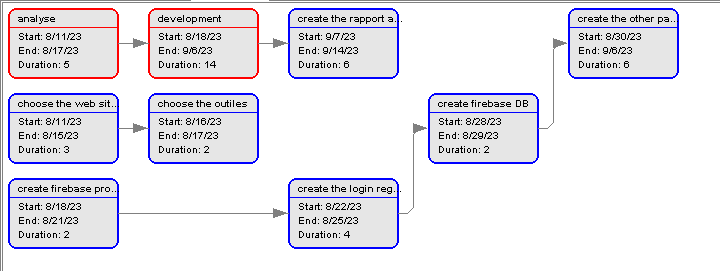 analyse
Start: 8/11/23
End: 8/17/23
Duration: 5
development
Start: 8/18/23
End: 9/6/23
Duration: 14
create the rapport a...
Start: 9/7/23
End: 9/14/23
Duration: 6
create the other pa...
Start: 8/30/23
End: 9/6/23
Duration: 6
choose the web sit...
Start: 8/11/23
End: 8/15/23
Duration: 3
choose the outiles
Start: 8/16/23
End: 8/17/23
Duration: 2
create firebase DB
Start: 8/28/23
End: 8/29/23
Duration: 2
create firebase pro...
Start: 8/18/23
End: 8/21/23
Duration: 2
create the login reg...
Start: 8/22/23
End: 8/25/23
Duration: 4